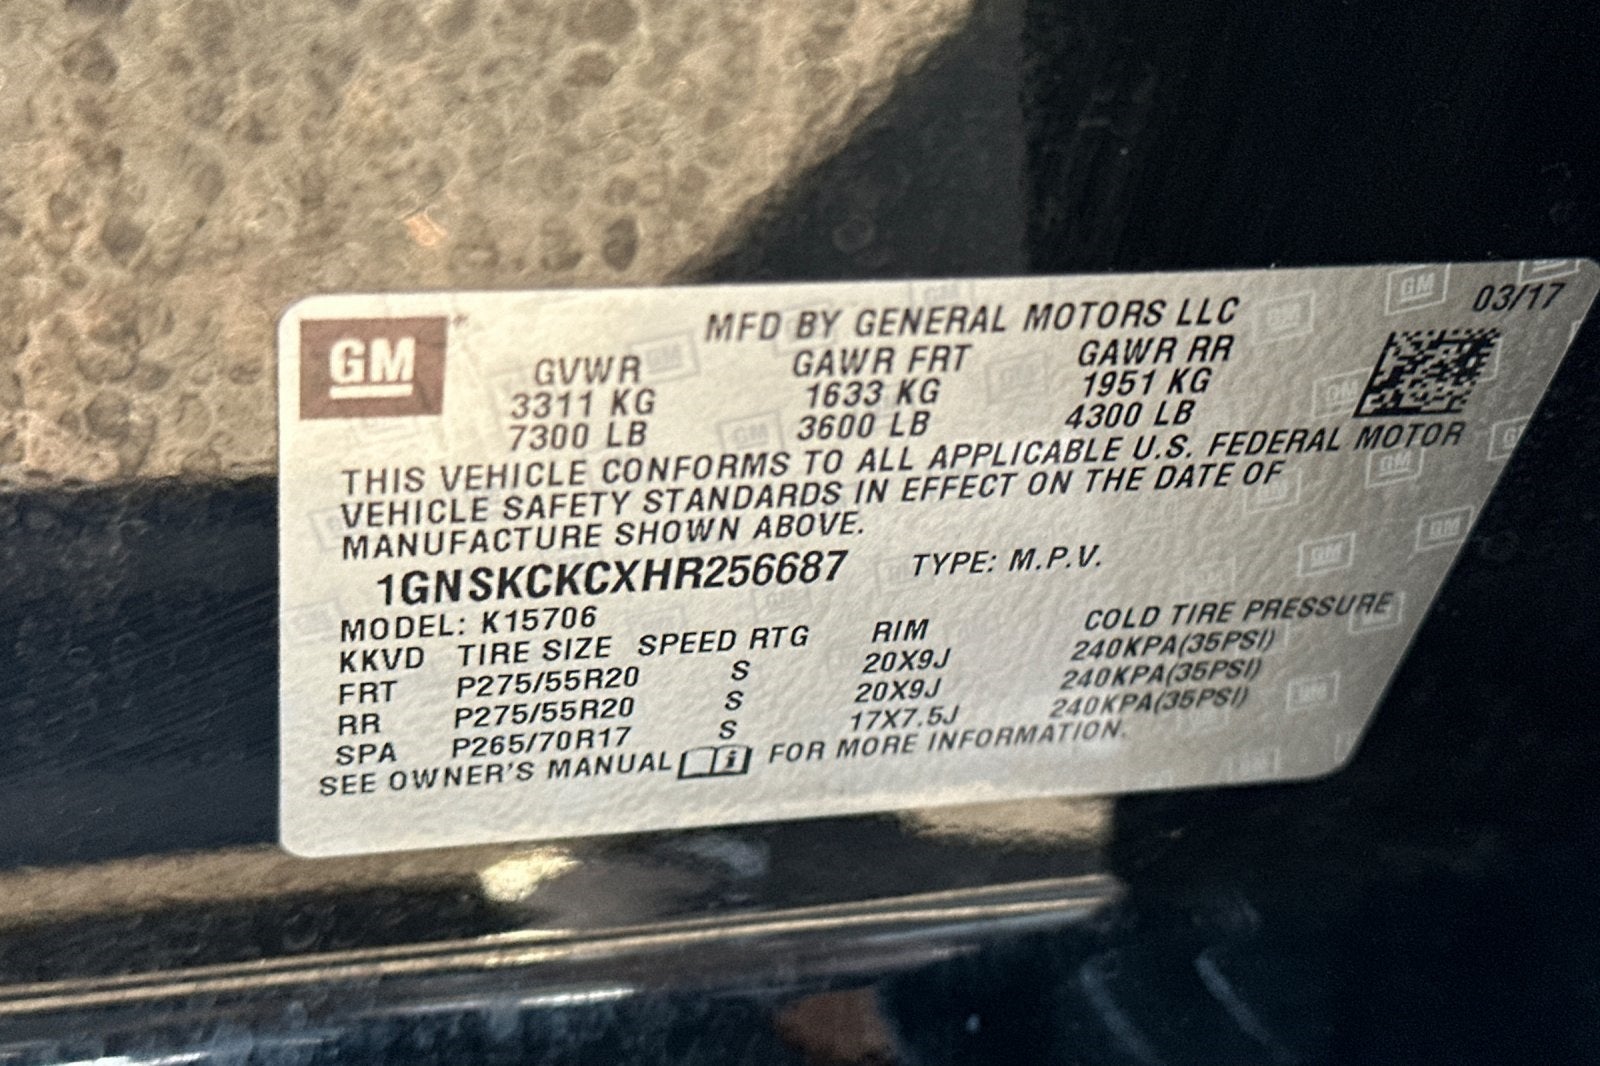 GM
MFD BY GENERAL MOTORS LLC
03/17
GVWR GAWR FRT GAWR RR
3311 KG 1633 KG 1951 KG
7300 LB 3600 LB 4300 LB
THIS VEHICLE CONFORMS TO ALL APPLICABLE U.S. FEDERAL MOTOR
VEHICLE SAFETY STANDARDS IN EFFECT ON THE DATE OF
MANUFACTURE SHOWN ABOVE.
1GNSKCKCXHR256687 TYPE: M.P.V.
MODEL: K15706
KKVD TIRE SIZE SPEED RTG RIM COLD TIRE PRESSURE
FRT P275/55R20 S 20X9J 240KPA(35PSI)
RR P275/55R20 S 20X9J 240KPA(35PSI)
SPA P265/70R17 S 17X7.5J 240KPA(35PSI)
SEE OWNER'S MANUAL FOR MORE INFORMATION.